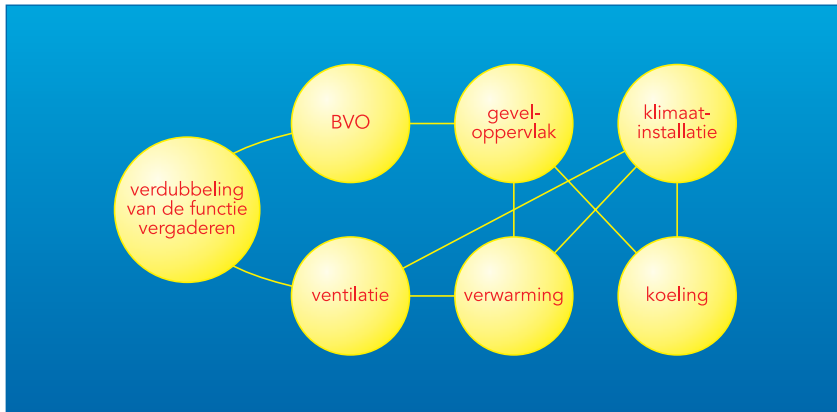 BVO
gevel-
oppervlak
klimaat-
installatie
verdubbeling
van de functie
vergaderen
ventilatie
verwarming
koeling